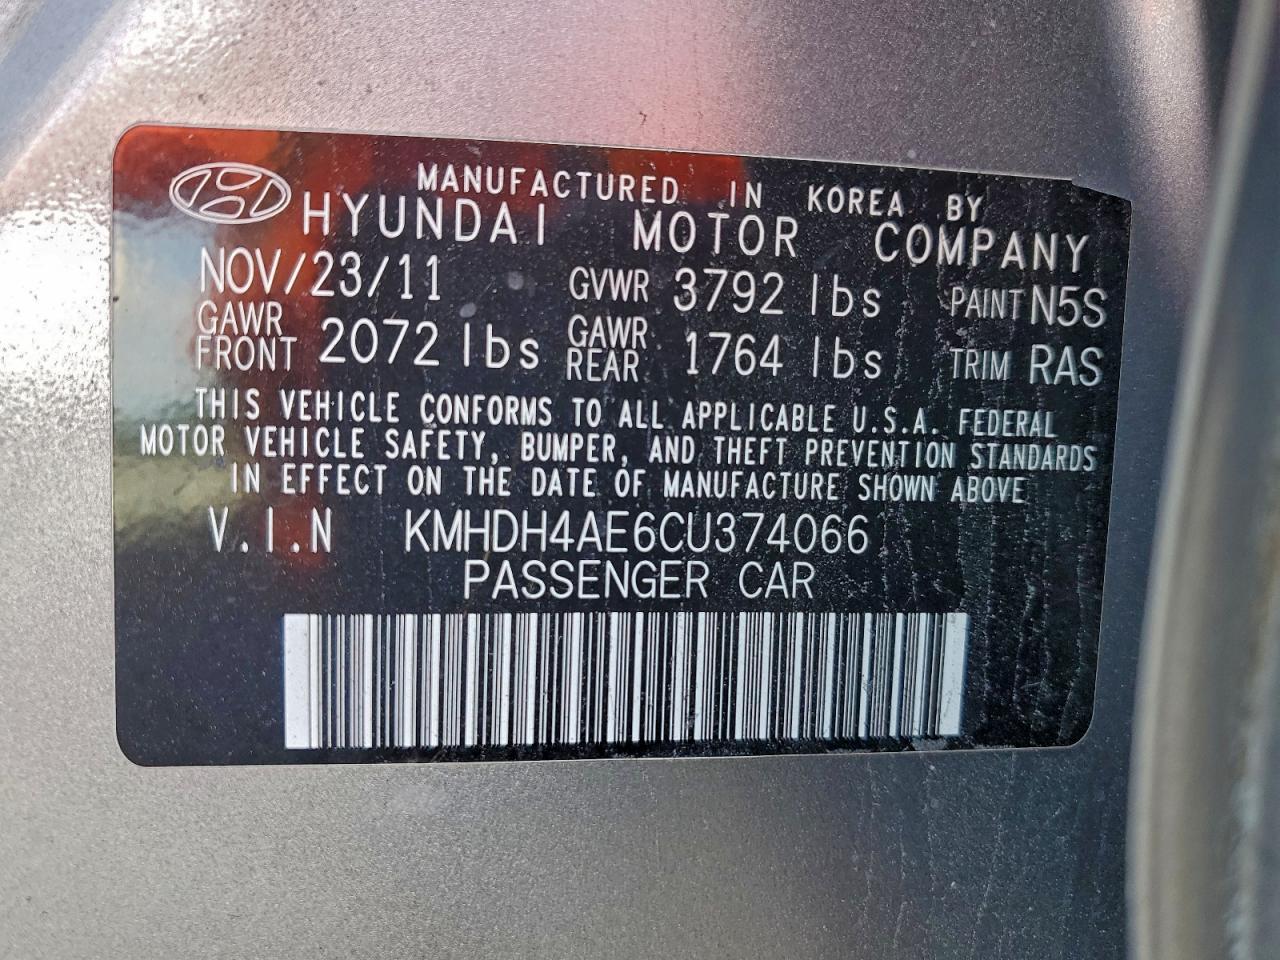 MANUFACTURED IN KOREA BY
HYUNDAI MOTOR COMPANY
NOV/23/11 GVWR 3792 lbs PAINT N5S
GAWR FRONT 2072 lbs GAWR REAR 1764 lbs TRIM RAS
THIS VEHICLE CONFORMS TO ALL APPLICABLE U.S.A. FEDERAL
MOTOR VEHICLE SAFETY, BUMPER, AND THEFT PREVENTION STANDARDS
IN EFFECT ON THE DATE OF MANUFACTURE SHOWN ABOVE
V.I.N KMHDH4AE6CU374066
PASSENGER CAR